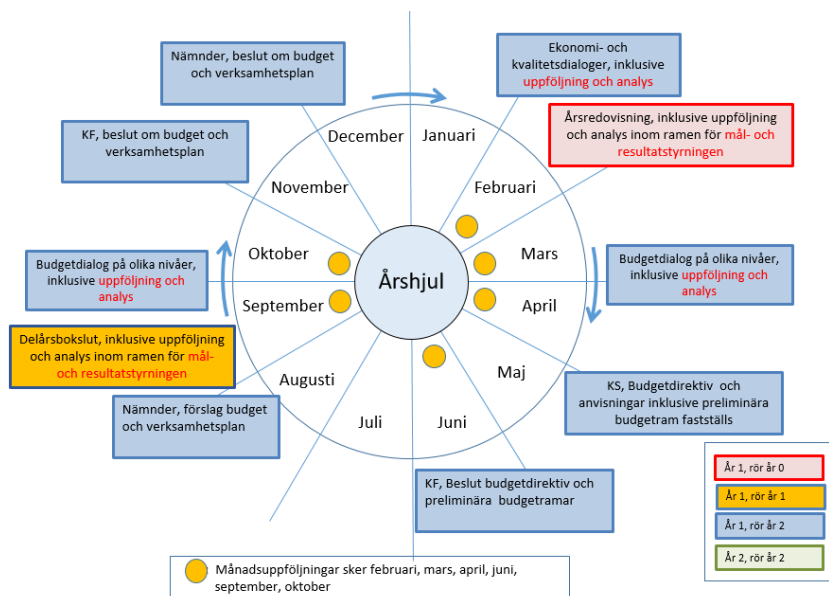 Nämnder, beslut om budget
och verksamhetsplan
Ekonomi- och
kvalitetsdialoger, inklusive
uppföljning och analys
KF, beslut om budget och
verksamhetsplan
Årsredovisning, inklusive uppföljning
och analys inom ramen för mål- och
resultatstyrningen
December
Januari
November
Februari
Oktober
Mars
Årshjul
Budgetdialog på olika nivåer,
inklusive uppföljning och
analys
Budgetdialog på olika nivåer,
inklusive uppföljning och
analys
September
April
Delårsbokslut, inklusive uppföljning
och analys inom ramen för mål-
och resultatstyrningen
Augusti
Maj
Nämnder, förslag budget
och verksamhetsplan
KS, Budgetdirektiv och
anvisningar inklusive preliminära
budgetram fastställs
Juli
Juni
KF, Beslut budgetdirektiv och
preliminära budgetramar
År 1, rör år 0
År 1, rör år 1
År 1, rör år 2
År 2, rör år 2
Månadsuppföljningar sker februari, mars, april, juni,
september, oktober